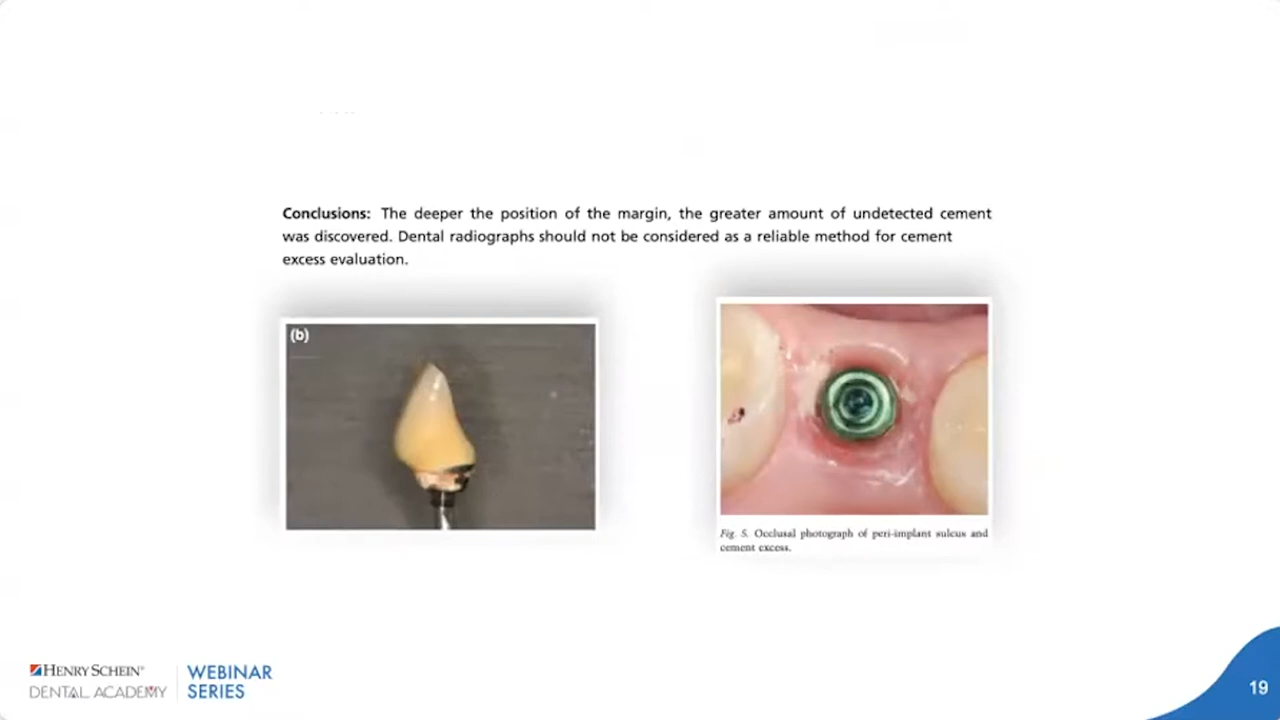 Conclusions: The deeper the position of the margin, the greater amount of undetected cement
was discovered. Dental radiographs should not be considered as a reliable method for cement
excess evaluation.
(b)
Fig. 5. Occlusal photograph of peri-implant sulcus and
cement excess.
HENRY SCHEIN®
DENTAL ACADEMY
WEBINAR
SERIES
19